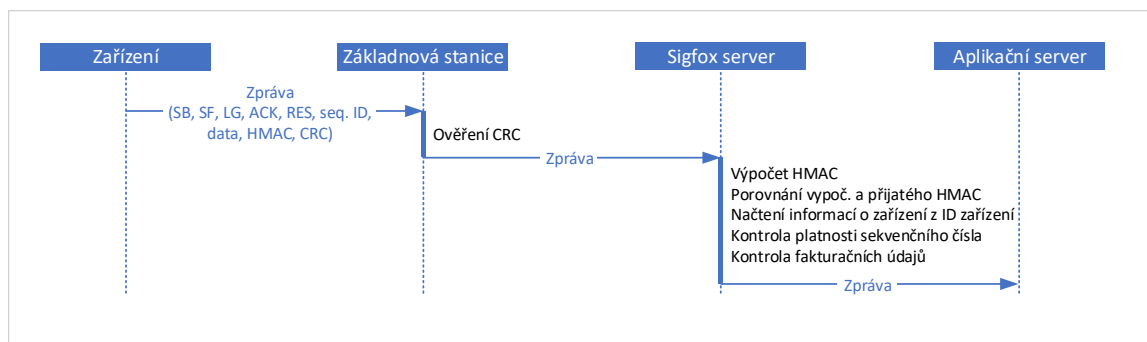 Zařízení
Základnová stanice
Sigfox server
Aplikační server
Zpráva
(SB, SF, LG, ACK, RES, seq. ID,
data, HMAC, CRC)
Ověření CRC
Zpráva
Výpočet HMAC
Porovnání vypoč. a přijatého HMAC
Načtení informací o zařízení z ID zařízení
Kontrola platnosti sekvenčního čísla
Kontrola fakturačních údajů
Zpráva